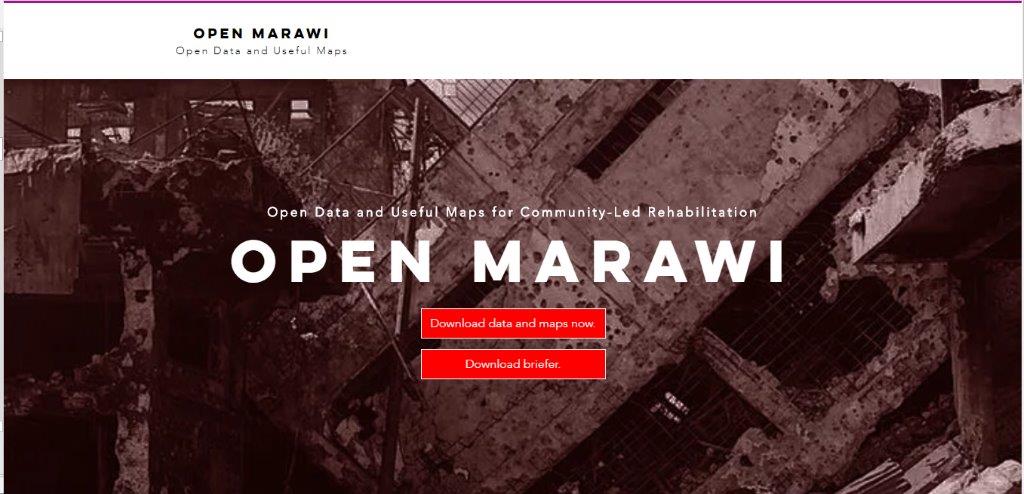 OPEN MARAWI
Open Data and Useful Maps
Open Data and Useful Maps for Community-Led Rehabilitation
OPEN MARAWI
Download data and maps now.
Download briefer.